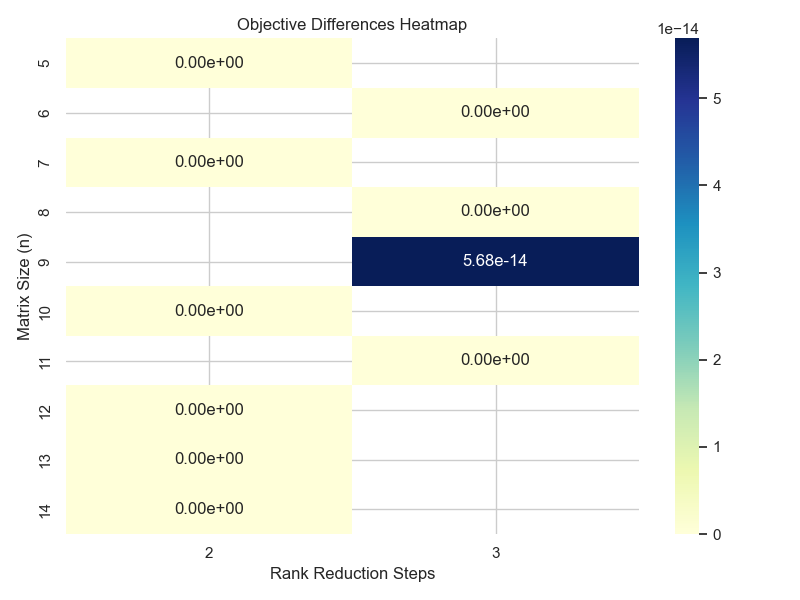 Objective Differences Heatmap
1e−14
5
0.00e+00
6
0.00e+00
7
0.00e+00
8
0.00e+00
9
5.68e-14
10
0.00e+00
11
0.00e+00
12
0.00e+00
13
0.00e+00
14
0.00e+00
Matrix Size (n)
2
3
Rank Reduction Steps
5
4
3
2
1
0